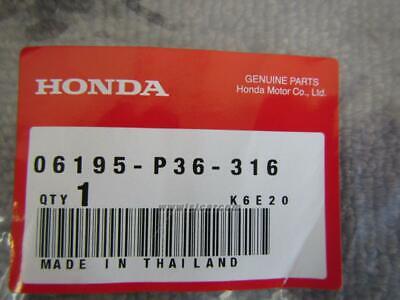 HONDA
GENUINE PARTS
Honda Motor Co., Ltd.
06195-P36-316
QTY 1
K6E20
MADE IN THAILAND